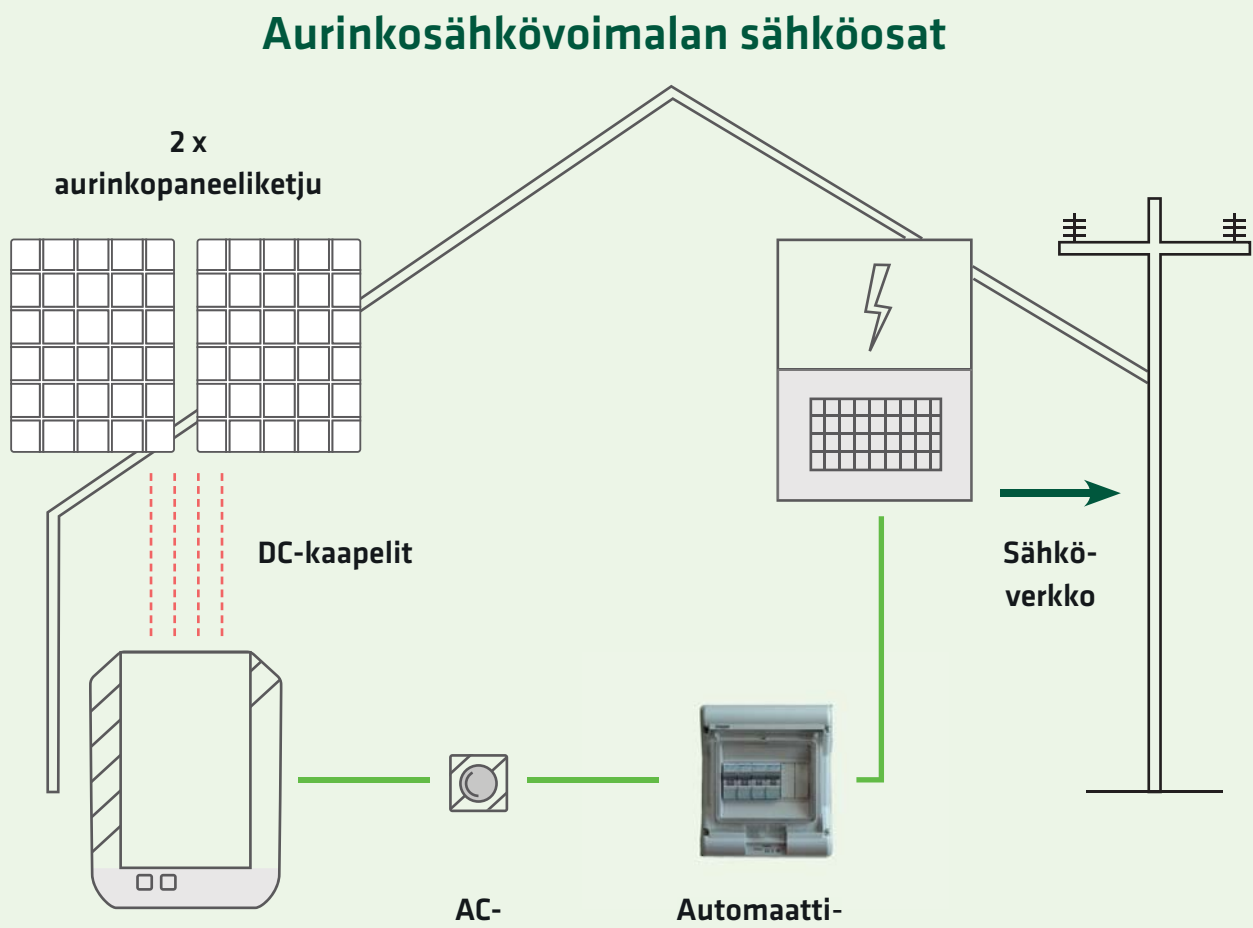 Aurinkosähkövoimalan sähköosat
2 x
aurinkopaneeliketju
DC-kaapelit
Sähkö-
verkko
AC-
Automaatti-